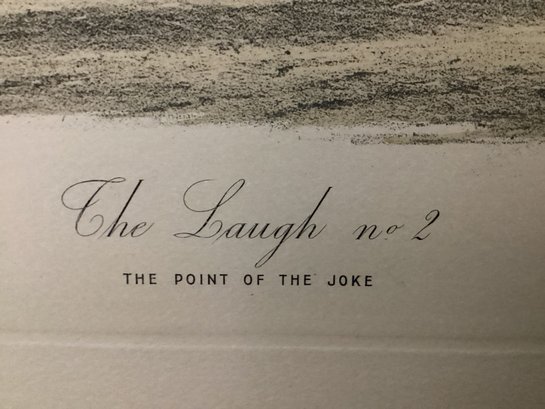 The Laugh no 2
THE POINT OF THE JOKE